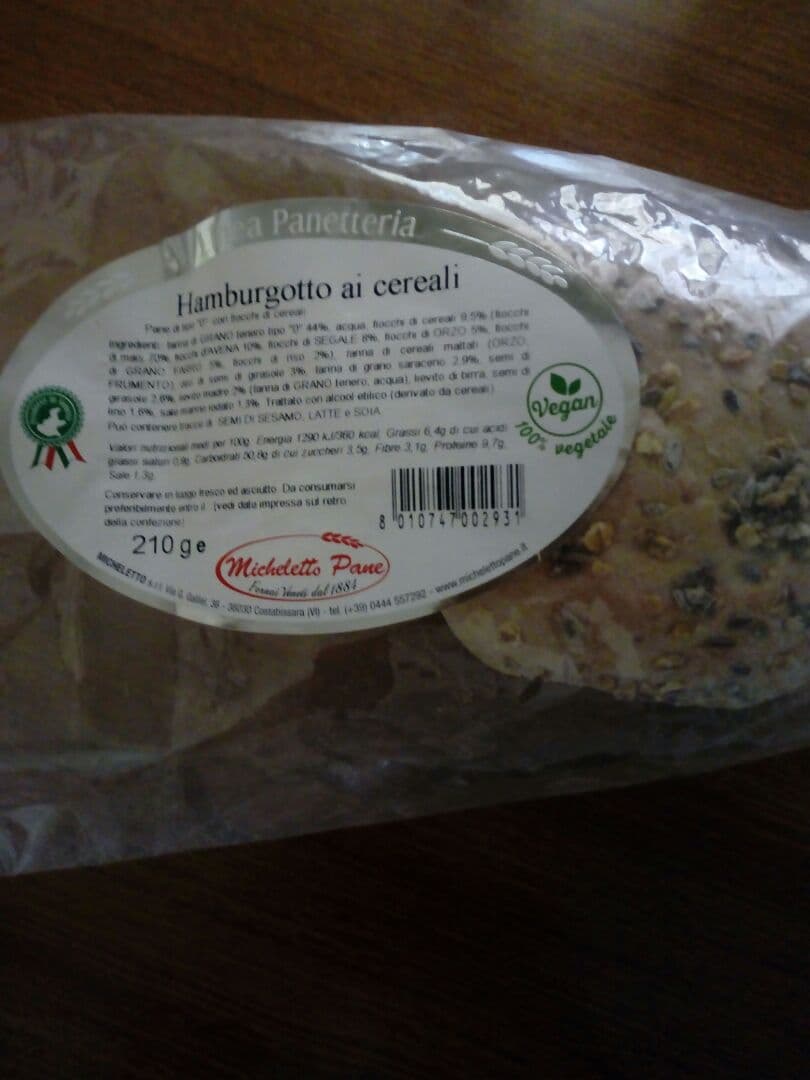 Panetteria
Hamburgotto ai cereali
Pane di tipo "0" con fiocchi di cereali
Ingredienti: farina di GRANO tenero tipo "0" 44%, acqua, fiocchi di cereali 9.5% (fiocchi
di mais 70%, fiocchi d'AVENA 10%, fiocchi di SEGALE 8%, fiocchi di ORZO 5%, fiocchi
di GRANO 5%, fiocchi di riso 2%), farina di cereali maltati (ORZO,
FRUMENTO), olio di semi di girasole 3%, farina di grano saraceno 2.9%, semi di
girasole 2.6%, lievito madre 2% (farina di GRANO tenero, acqua), lievito di birra, semi di
lino 1.6%, sale marino iodato 1.3%. Trattato con alcool etilico (derivato da cereali)
Può contenere tracce di SEMI DI SESAMO, LATTE e SOIA
Valori nutrizionali medi per 100g: Energia 1290 kJ/360 kcal, Grassi 6,4g di cui acidi
grassi saturi 0,9g, Carboidrati 50,8g di cui zuccheri 3,5g, Fibre 3,1g, Proteine 9,7g,
Sale 1,3g
Conservare in luogo fresco ed asciutto. Da consumarsi
preferibilmente entro il: (vedi data impressa sul retro
della confezione)
Vegan
100% vegetale
8 010747 002931
210 g e
Micheletto Pane
Fornai Veneti dal 1884
MICHELETTO s.r.l. Via G. Galilei, 36 - 36030 Costabissara (VI) - tel. (+39) 0444 557292 - www.michelettopane.it